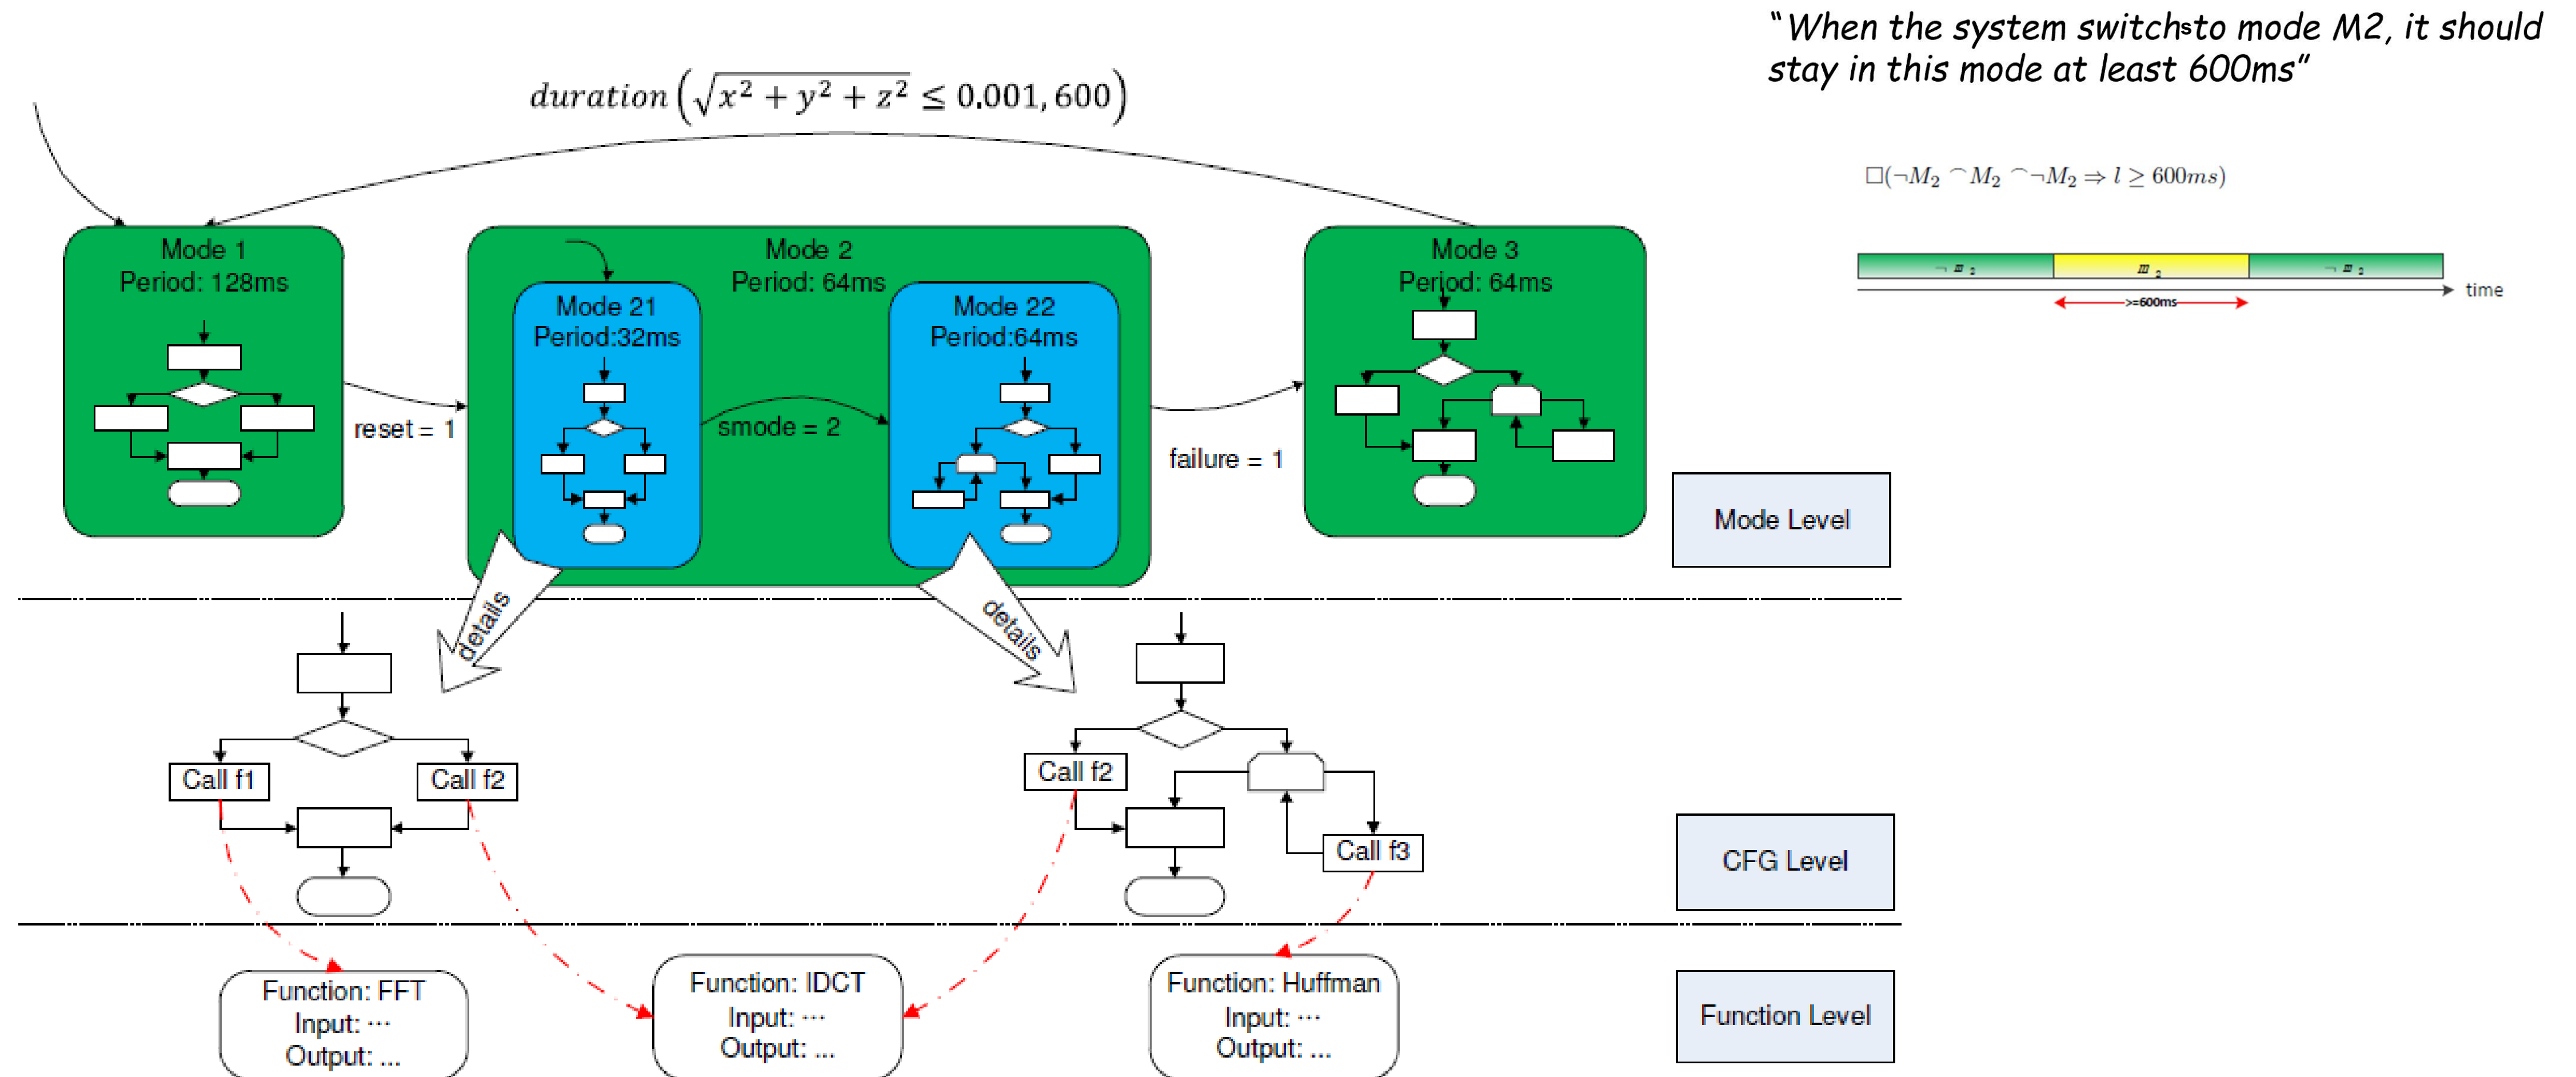 “When the system switchsto mode M2, it should
stay in this mode at least 600ms”
duration(√x² + y² + z² ≤ 0.001, 600)
□(¬M₂ ⌢ M₂ ⌢ ¬M₂ ⇒ l ≥ 600ms)
¬ m ₂
m ₂
¬ m ₂
time
>=600ms
Mode 1
Period: 128ms
reset = 1
Mode 2
Period: 64ms
Mode 21
Period:32ms
smode = 2
Mode 22
Period:64ms
failure = 1
Mode 3
Period: 64ms
Mode Level
details
details
Call f1
Call f2
Call f2
Call f3
CFG Level
Function: FFT
Input: ···
Output: ...
Function: IDCT
Input: ···
Output: ...
Function: Huffman
Input: ···
Output: ...
Function Level